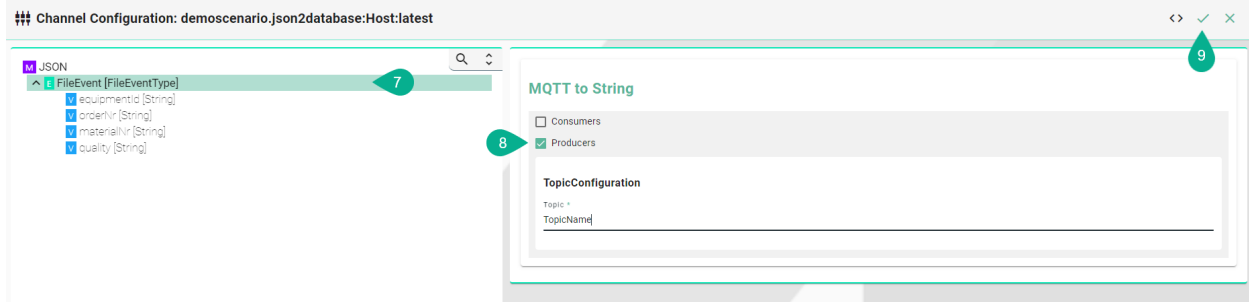 Channel Configuration: demoscenario.json2database:Host:latest
<>
9
M JSON
E FileEvent [FileEventType]
7
V equipmentId [String]
V orderNr [String]
V materialNr [String]
V quality [String]
MQTT to String
Consumers
8
Producers
TopicConfiguration
Topic *
TopicName